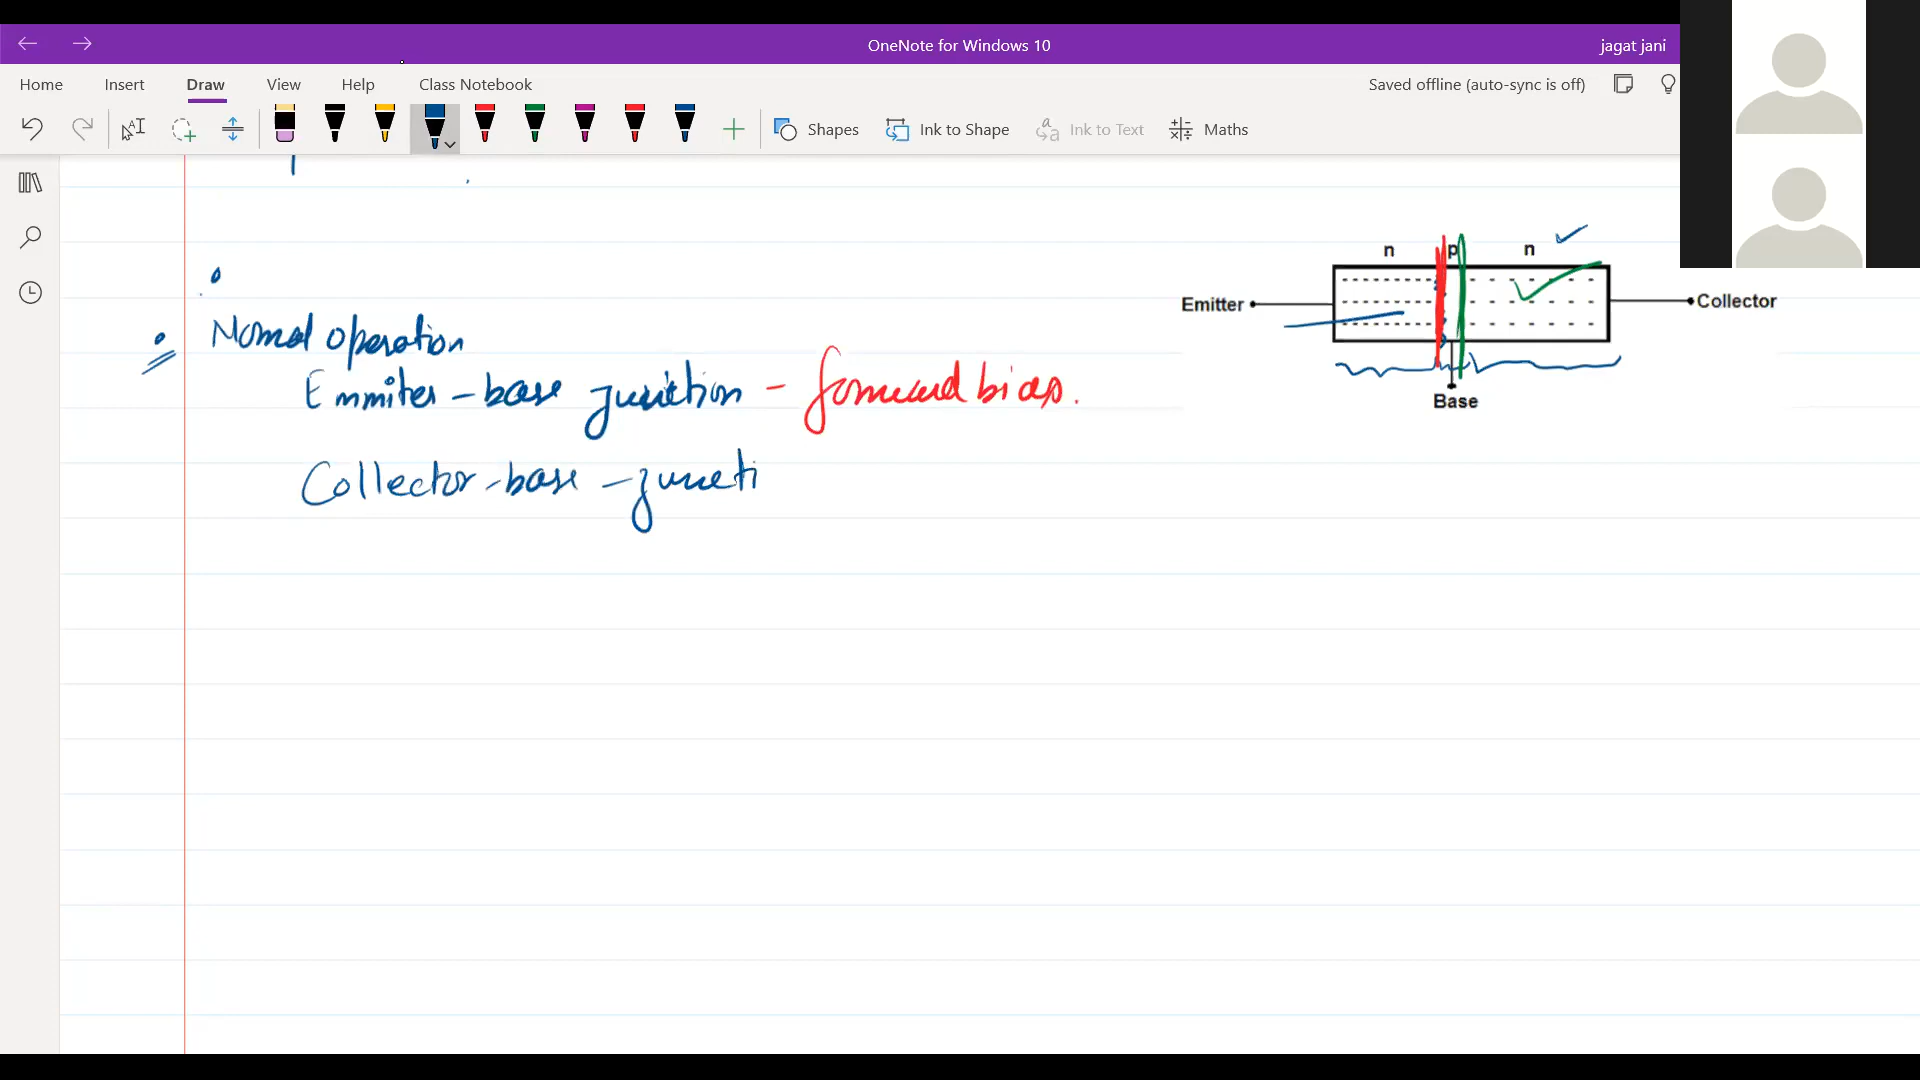 OneNote for Windows 10
jagat jani
Home Insert Draw View Help Class Notebook
Saved offline (auto-sync is off)
Shapes Ink to Shape Ink to Text Maths
n p n
Emitter
Collector
Base
Normal operation
Emmiter - base junction - forward bias.
Collector - base - juncti